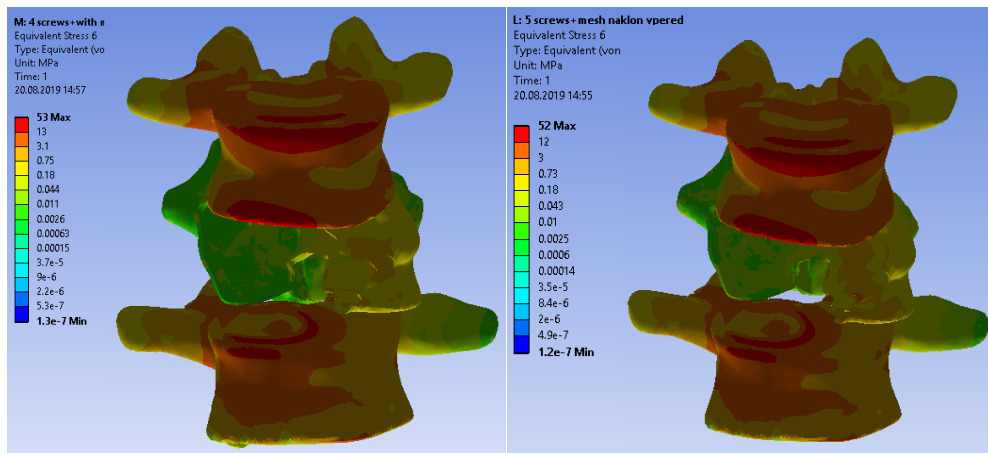 M: 4 screws+with
Equivalent Stress 6
Type: Equivalent (vo
Unit: MPa
Time: 1
20.08.2019 14:57
53 Max
13
3.1
0.75
0.18
0.044
0.011
0.0026
0.00063
0.00015
3.7e-5
9e-6
2.2e-6
5.3e-7
1.3e-7 Min
L: 5 screws+mesh naklon vpered
Equivalent Stress 6
Type: Equivalent (von
Unit: MPa
Time: 1
20.08.2019 14:55
52 Max
12
3
0.73
0.18
0.043
0.01
0.0025
0.0006
0.00014
3.5e-5
8.4e-6
2e-6
4.9e-7
1.2e-7 Min